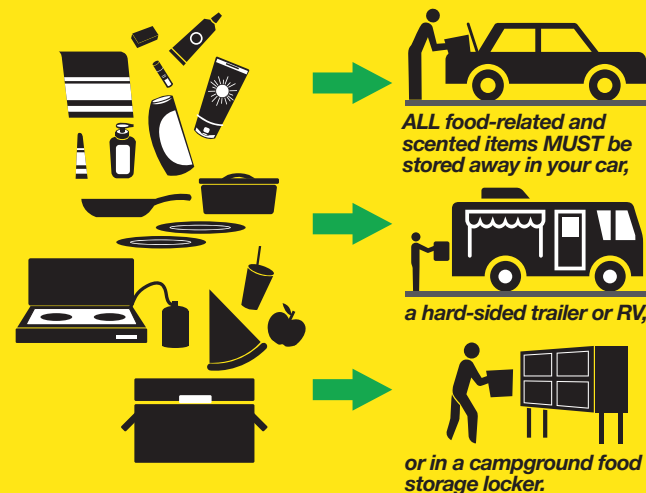 ALL food-related and
scented items MUST be
stored away in your car,
a hard-sided trailer or RV,
or in a campground food
storage locker.